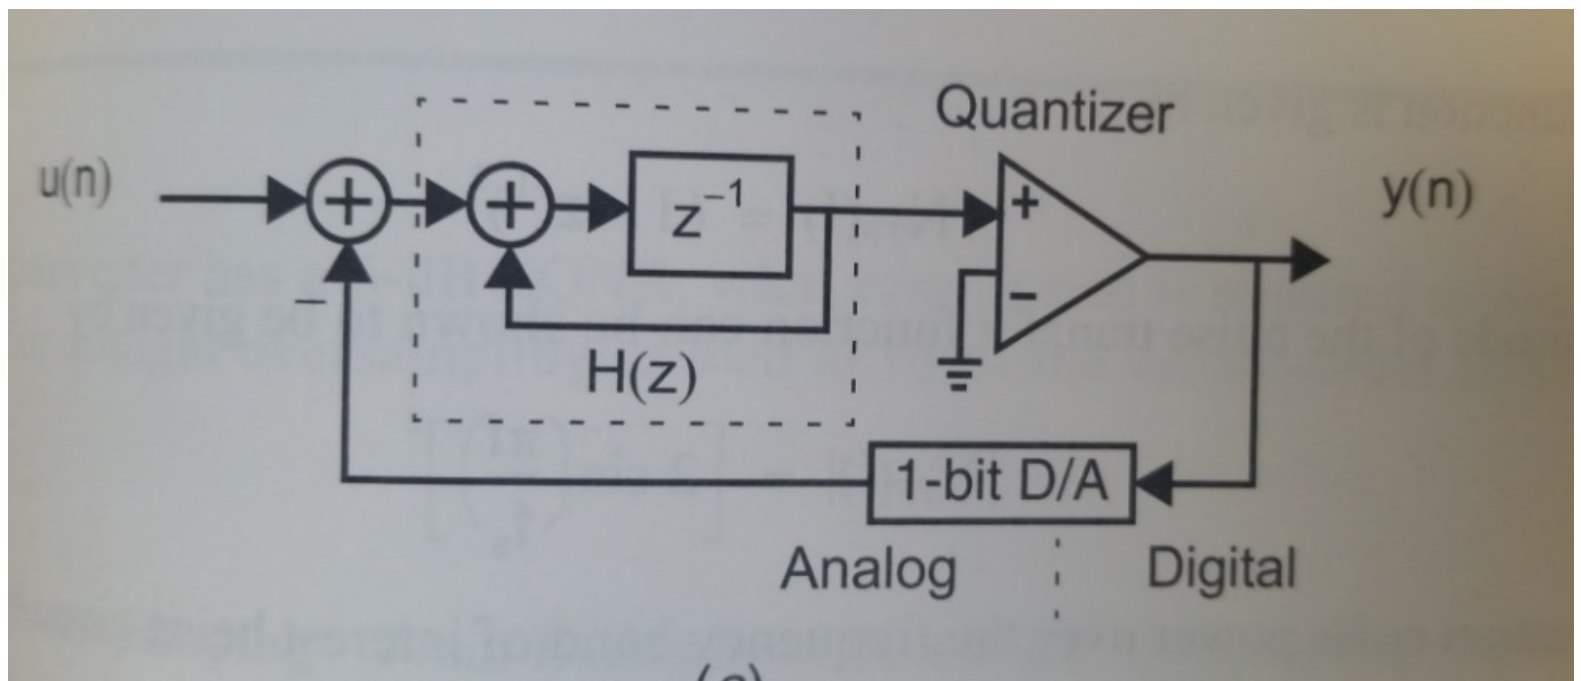 Quantizer
u(n)
+
+
z⁻¹
+
y(n)
−
−
H(z)
1-bit D/A
Analog
Digital